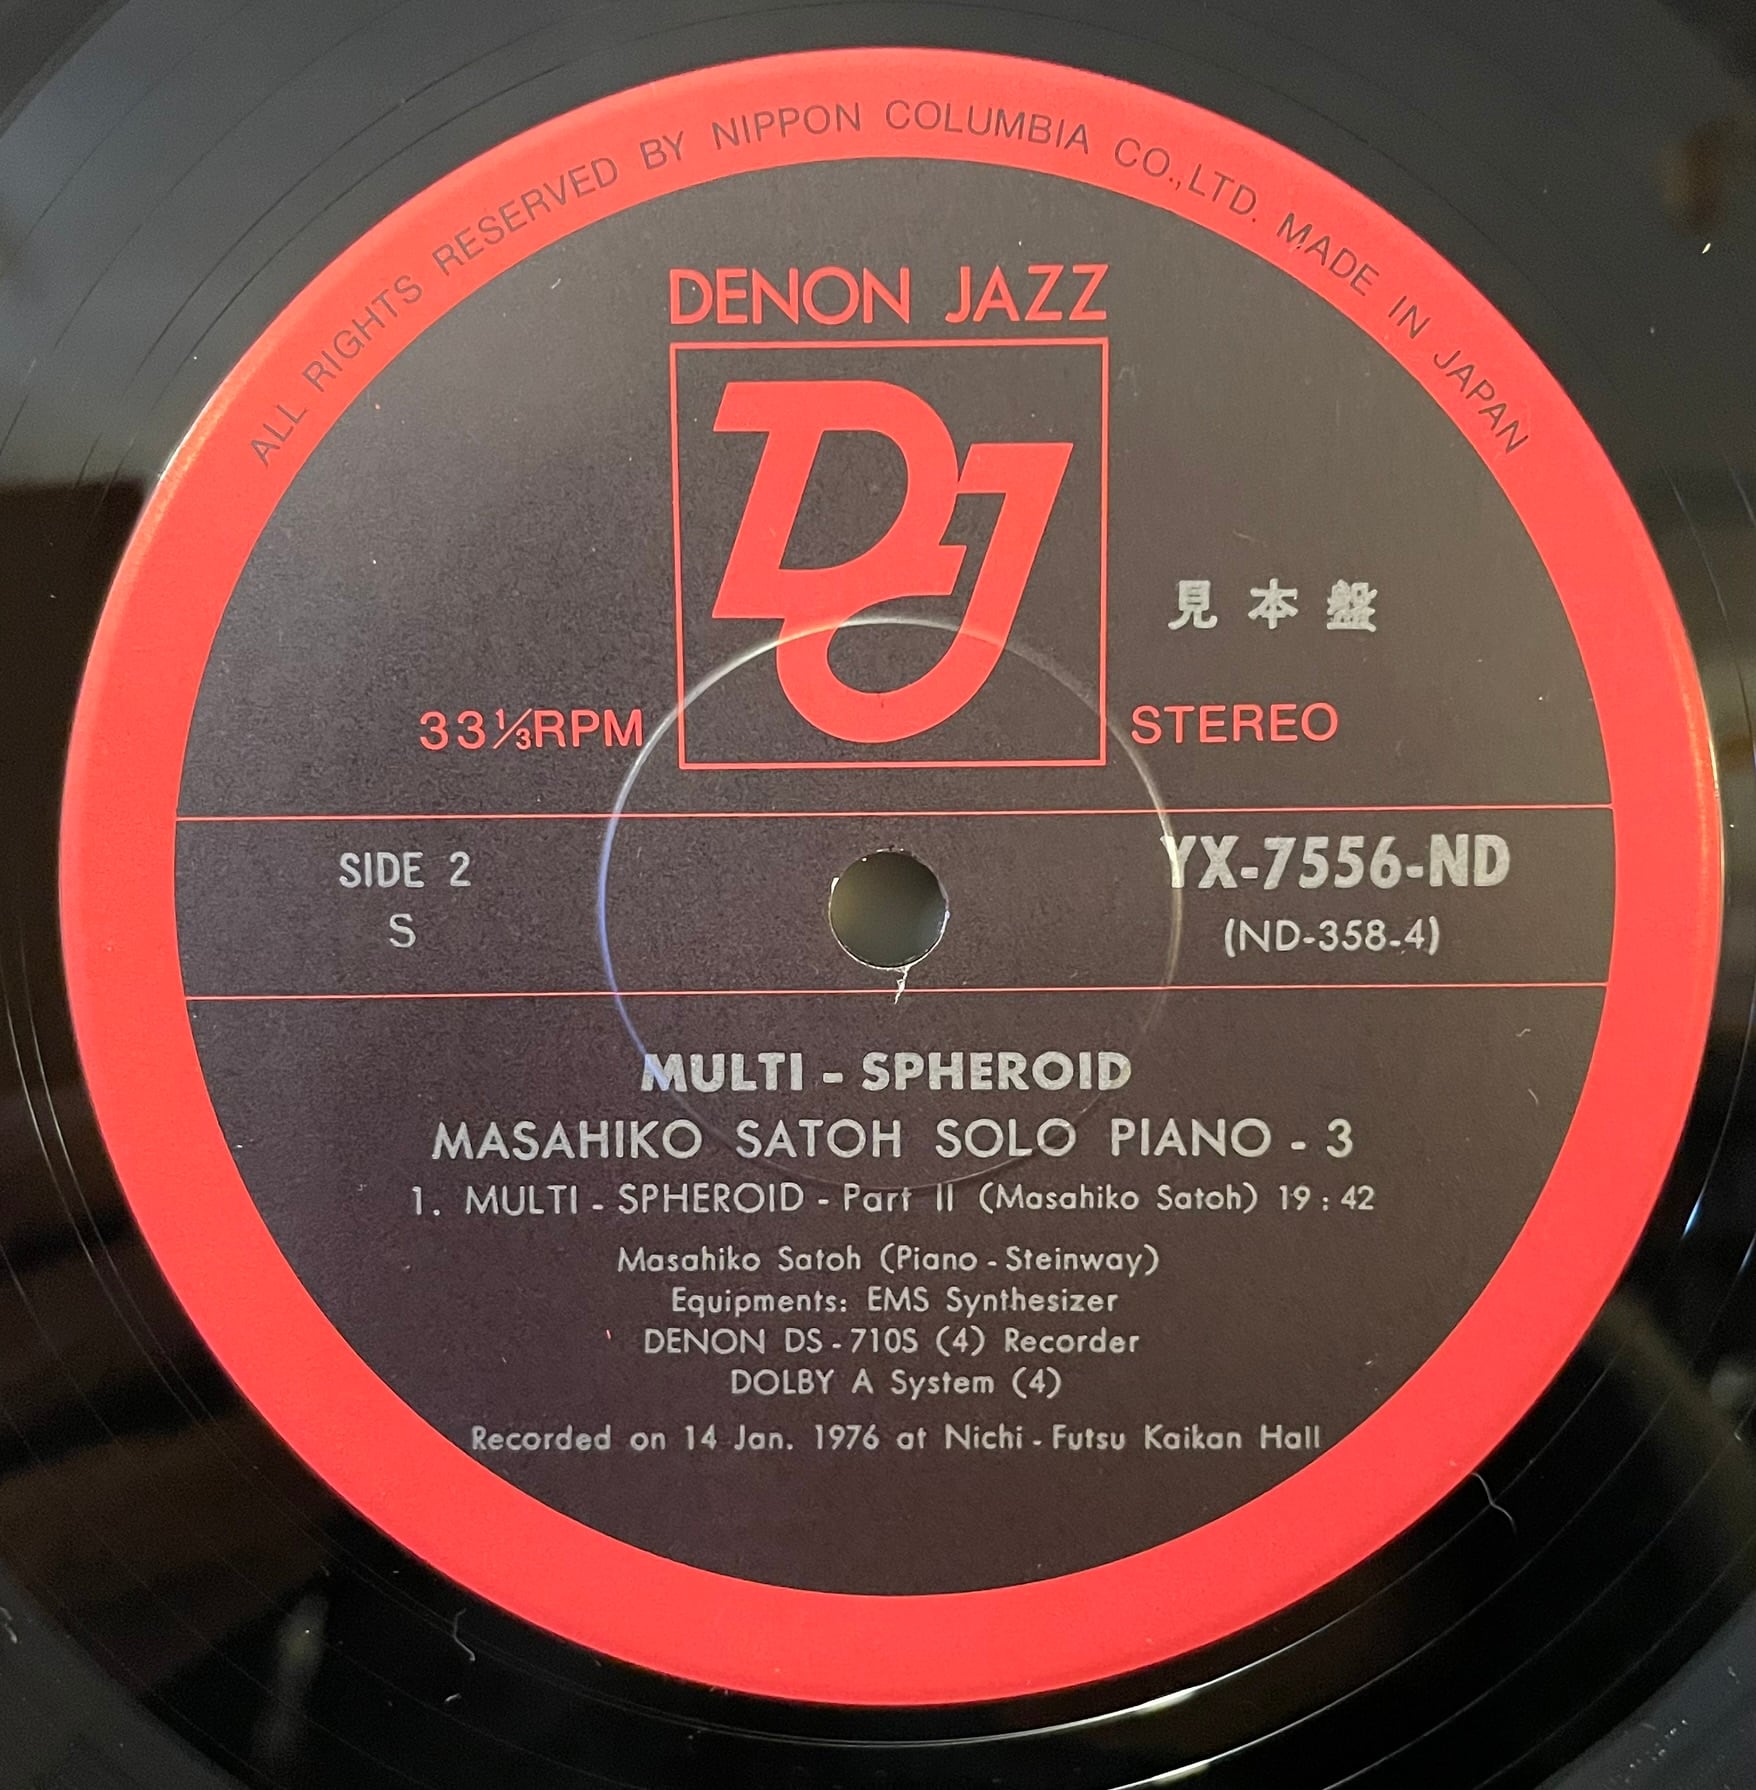 ALL RIGHTS RESERVED BY NIPPON COLUMBIA CO.,LTD. MADE IN JAPAN
DENON JAZZ
DJ
見本盤
33⅓RPM
STEREO
SIDE 2
YX-7556-ND
S
(ND-358-4)
MULTI - SPHEROID
MASAHIKO SATOH SOLO PIANO - 3
1. MULTI - SPHEROID - Part II (Masahiko Satoh) 19 : 42
Masahiko Satoh (Piano - Steinway)
Equipments: EMS Synthesizer
DENON DS - 710S (4) Recorder
DOLBY A System (4)
Recorded on 14 Jan. 1976 at Nichi - Futsu Kaikan Hall